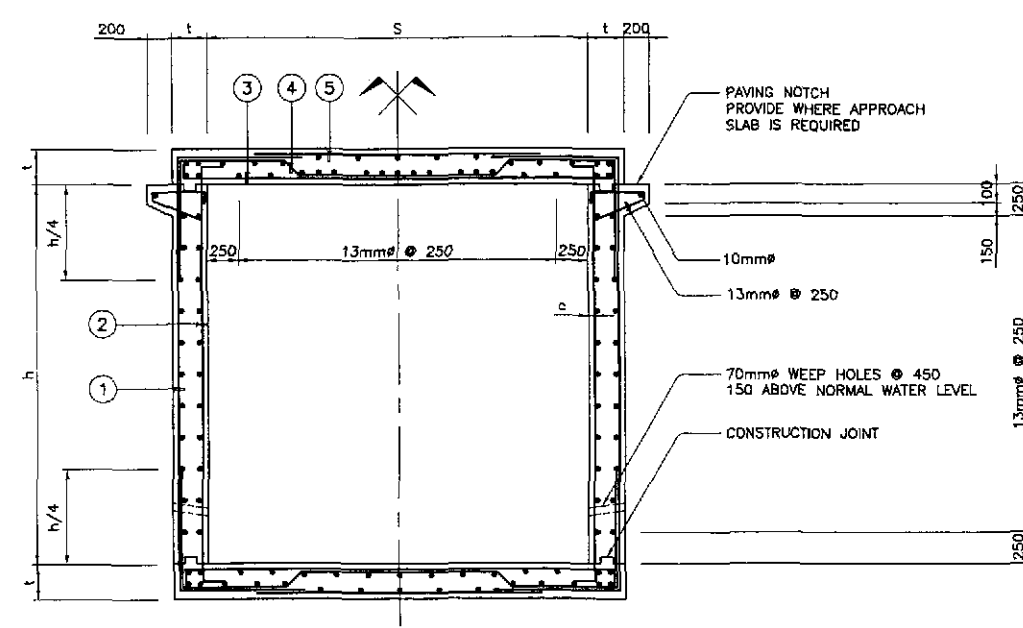 200
t
S
t
200
3
4
5
PAVING NOTCH
PROVIDE WHERE APPROACH
SLAB IS REQUIRED
t
h/4
100
250
150
250
13mmø @ 250
250
10mmø
13mmø @ 250
2
1
h
70mmø WEEP HOLES @ 450
150 ABOVE NORMAL WATER LEVEL
13mmø @ 250
CONSTRUCTION JOINT
h/4
250
t